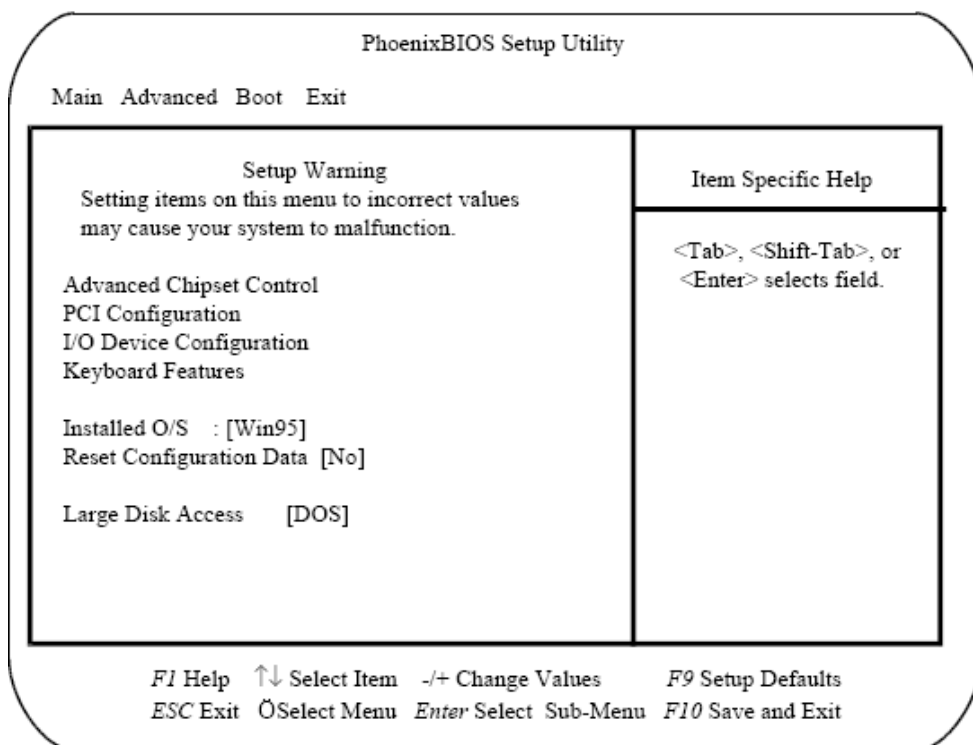 PhoenixBIOS Setup Utility
Main Advanced Boot Exit
Setup Warning
Setting items on this menu to incorrect values
may cause your system to malfunction.
Advanced Chipset Control
PCI Configuration
I/O Device Configuration
Keyboard Features
Installed O/S : [Win95]
Reset Configuration Data [No]
Large Disk Access [DOS]
Item Specific Help
<Tab>, <Shift-Tab>, or
<Enter> selects field.
F1 Help ↑↓ Select Item -/+ Change Values F9 Setup Defaults
ESC Exit ÖSelect Menu Enter Select Sub-Menu F10 Save and Exit